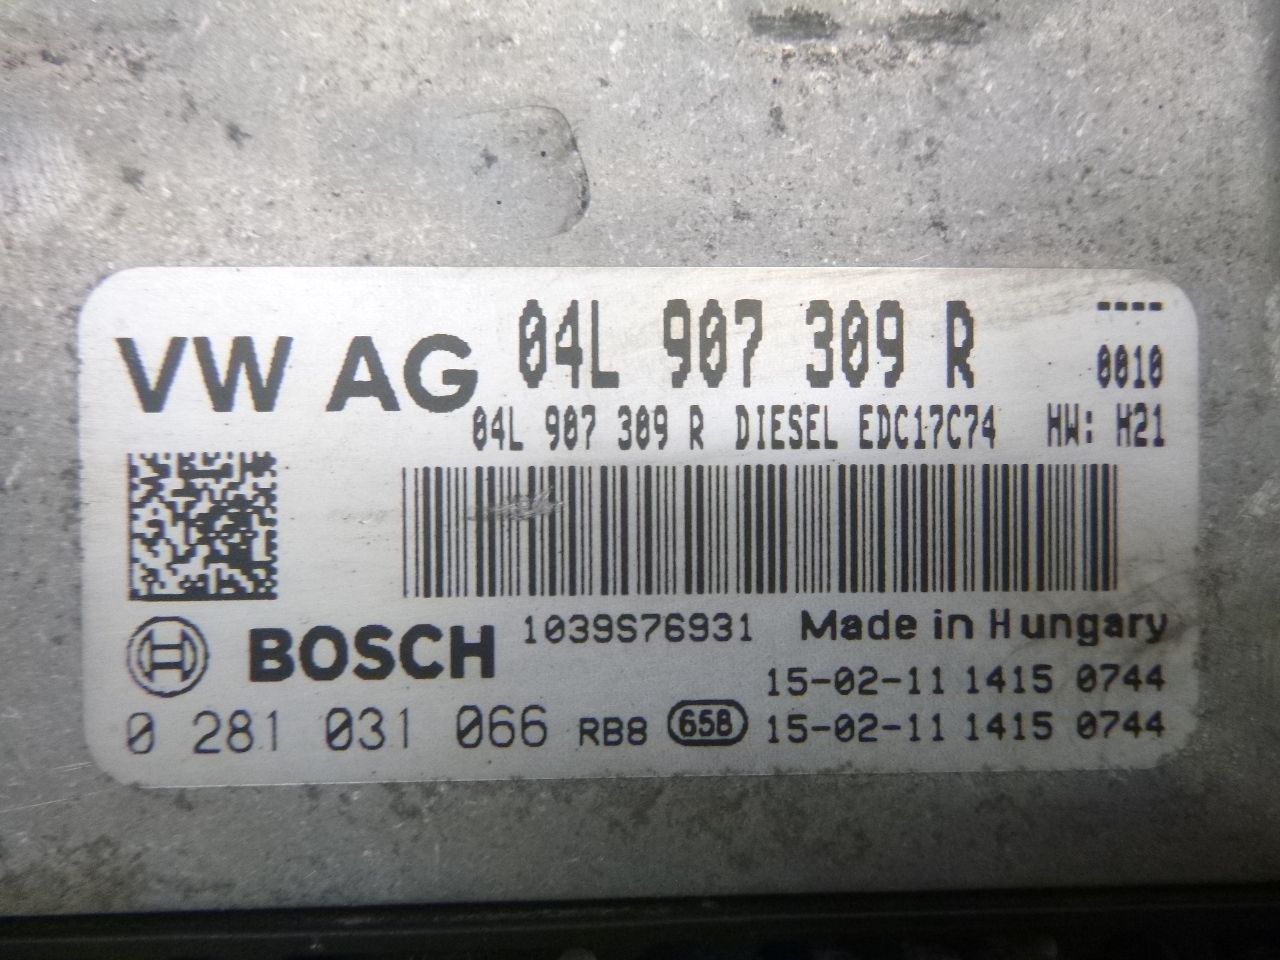 VW AG 04L 907 309 R ----
0010
04L 907 309 R DIESEL EDC17C74 HW: H21
BOSCH 1039S76931 Made in Hungary
15-02-11 1415 0744
0 281 031 066 RB8 65B 15-02-11 1415 0744